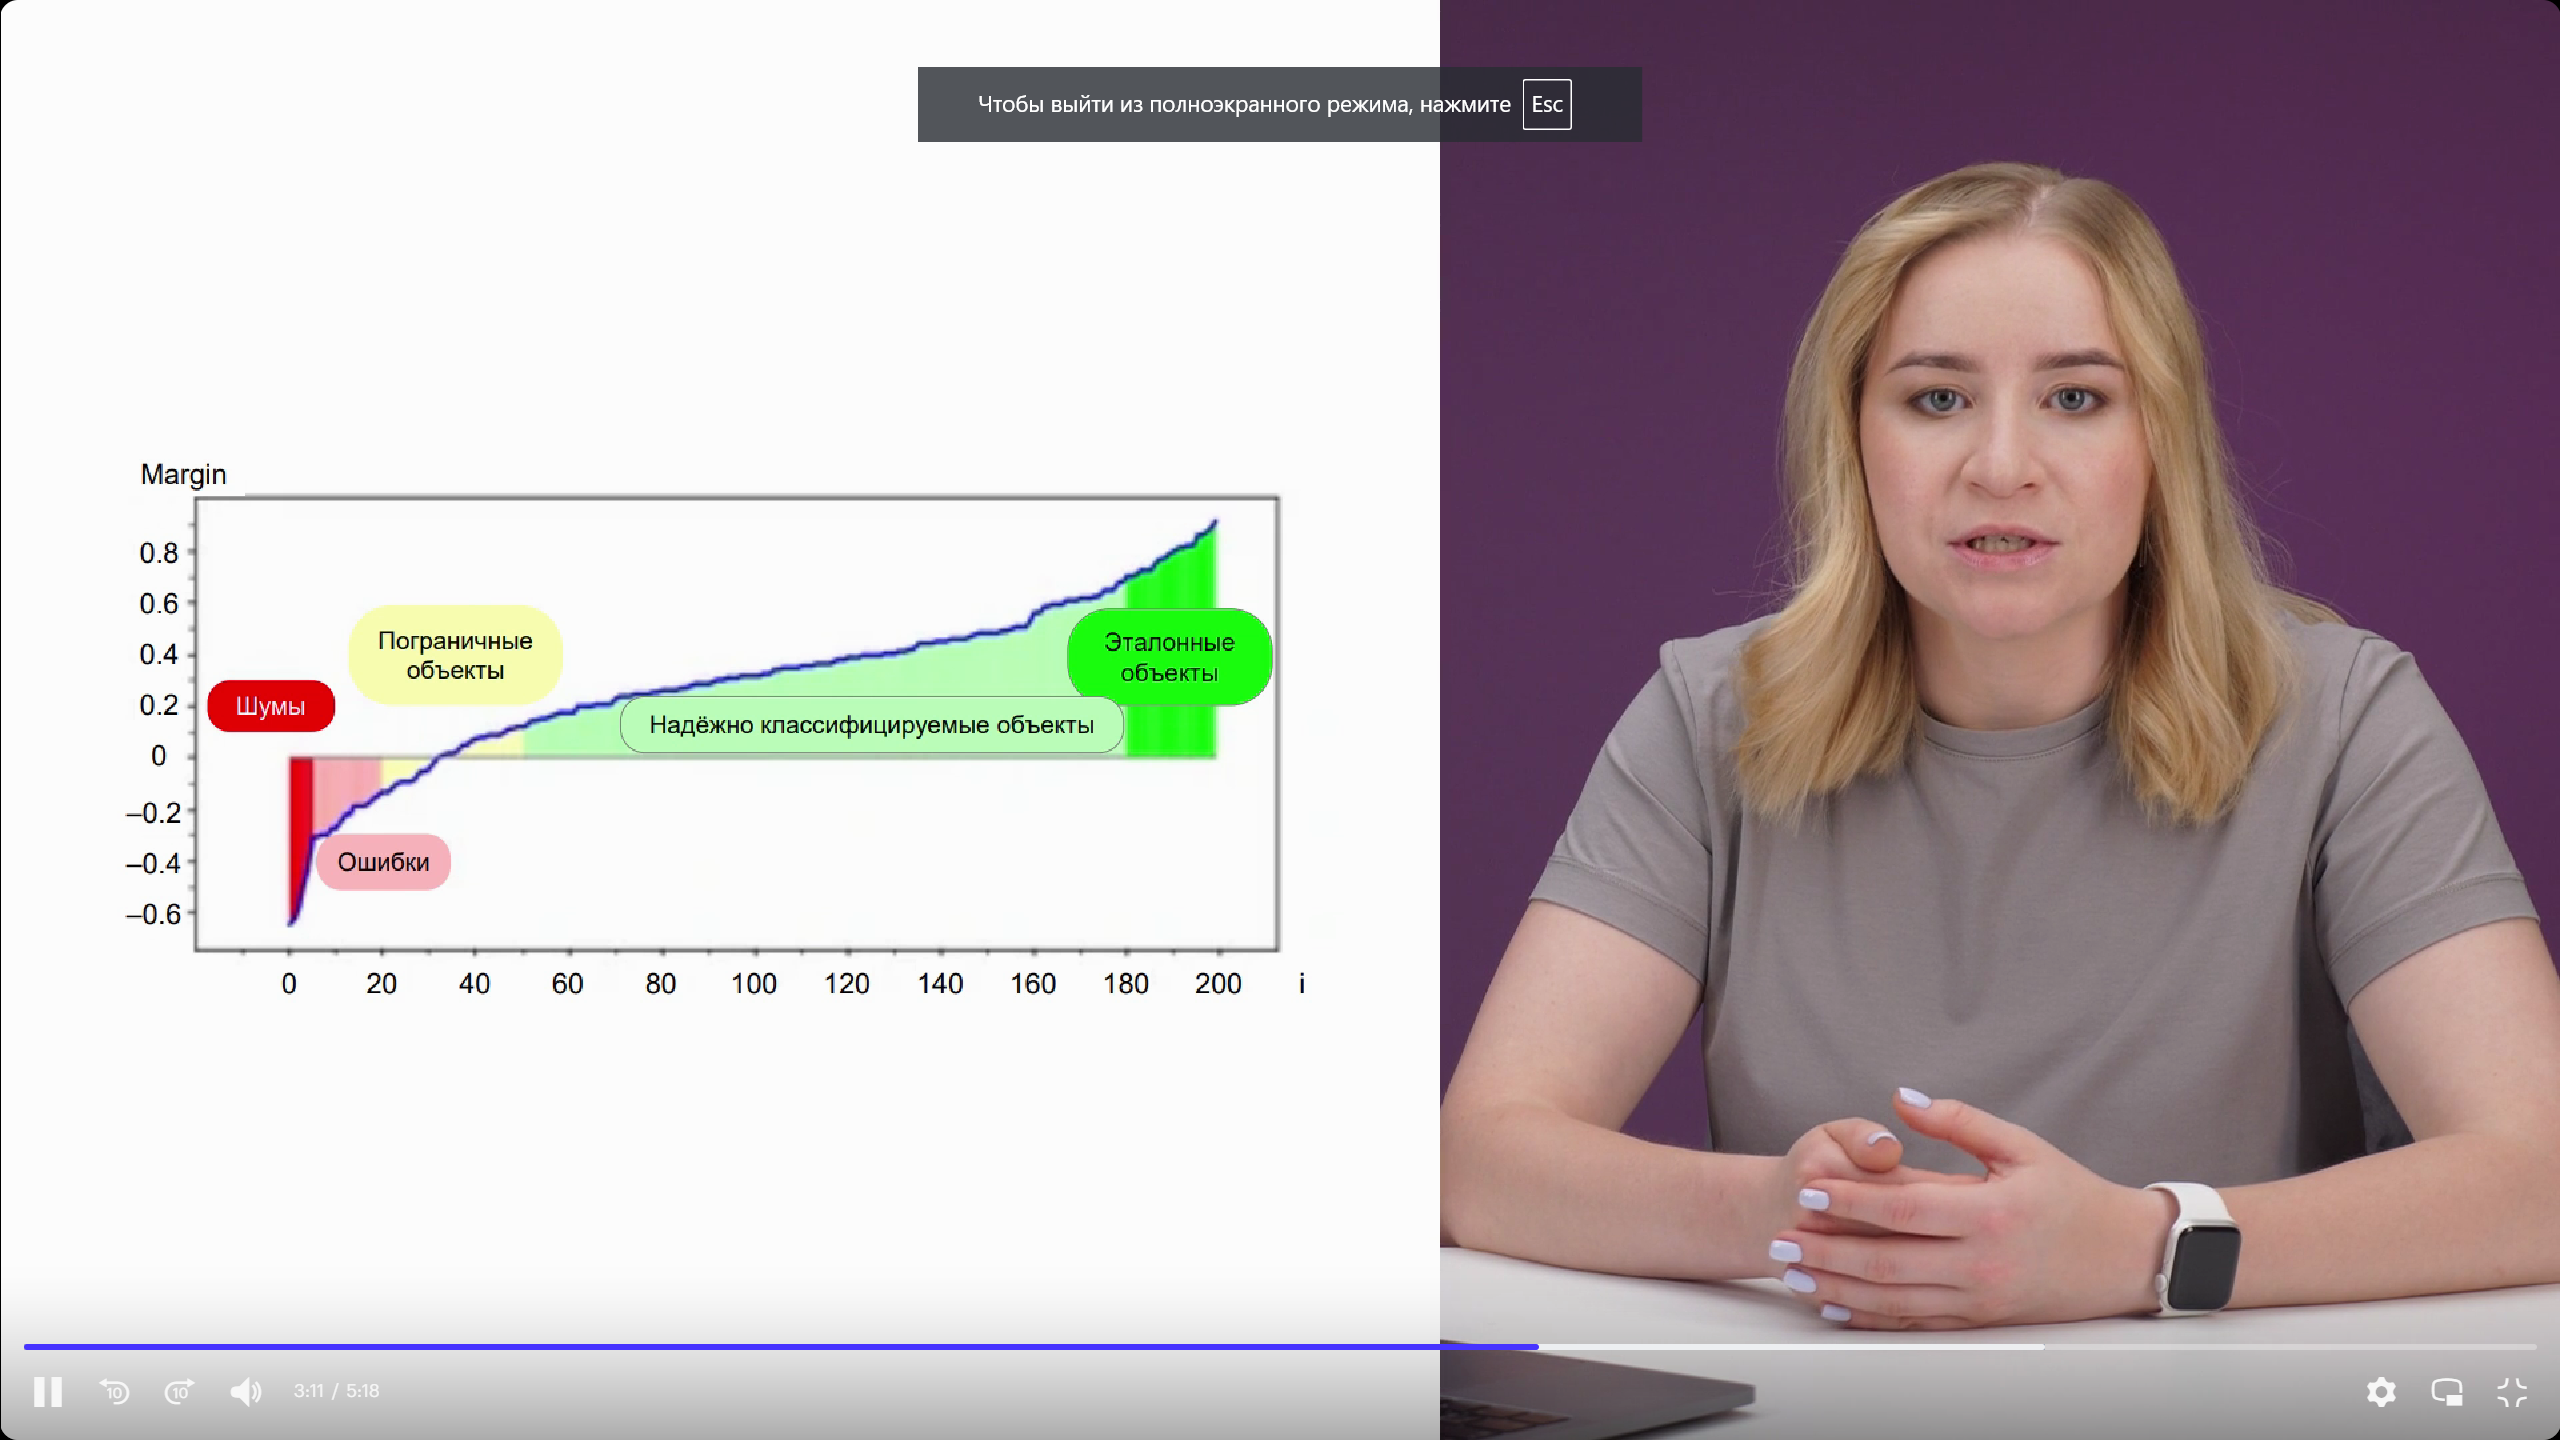 Чтобы выйти из полноэкранного режима, нажмите Esc
Margin
0.8
0.6
0.4
0.2
0
–0.2
–0.4
–0.6
Пограничные
объекты
Эталонные
объекты
Шумы
Надёжно классифицируемые объекты
Ошибки
0 20 40 60 80 100 120 140 160 180 200 i
10 10 3:11 / 5:18